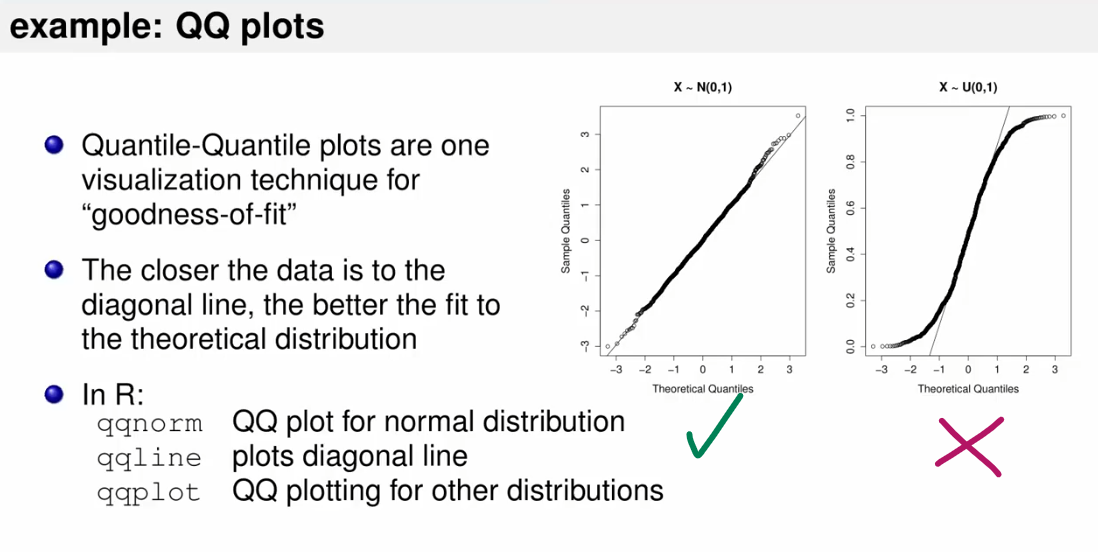 example: QQ plots
Quantile-Quantile plots are one
visualization technique for
“goodness-of-fit”
The closer the data is to the
diagonal line, the better the fit to
the theoretical distribution
In R:
qqnorm QQ plot for normal distribution
qqline plots diagonal line
qqplot QQ plotting for other distributions
X ~ N(0,1)
Sample Quantiles
3
2
1
0
−1
−2
−3
−3 −2 −1 0 1 2 3
Theoretical Quantiles
X ~ U(0,1)
Sample Quantiles
1.0
0.8
0.6
0.4
0.2
0.0
−3 −2 −1 0 1 2 3
Theoretical Quantiles